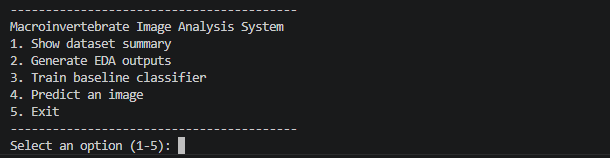 -----------------------------------------
Macroinvertebrate Image Analysis System
1. Show dataset summary
2. Generate EDA outputs
3. Train baseline classifier
4. Predict an image
5. Exit
-----------------------------------------
Select an option (1-5):